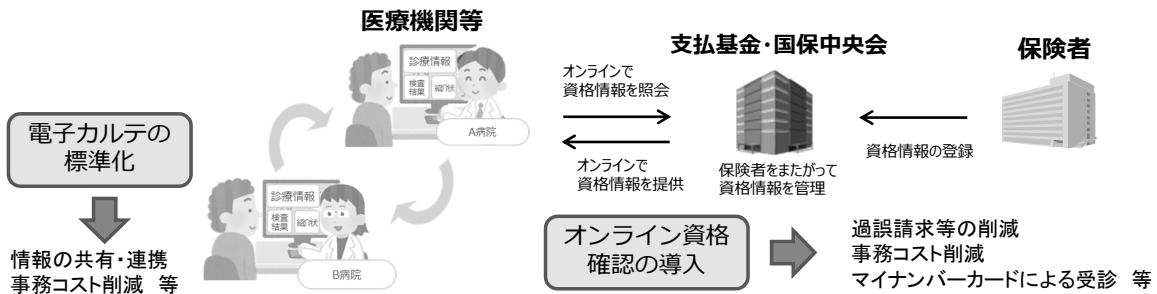 医療機関等
診療情報
検査
結果
紹介状
A病院
電子カルテの
標準化
情報の共有・連携
事務コスト削減 等
診療情報
検査
結果
紹介状
B病院
支払基金・国保中央会
保険者
オンラインで
資格情報を照会
オンラインで
資格情報を提供
保険者をまたがって
資格情報を管理
資格情報の登録
オンライン資格
確認の導入
過誤請求等の削減
事務コスト削減
マイナンバーカードによる受診 等